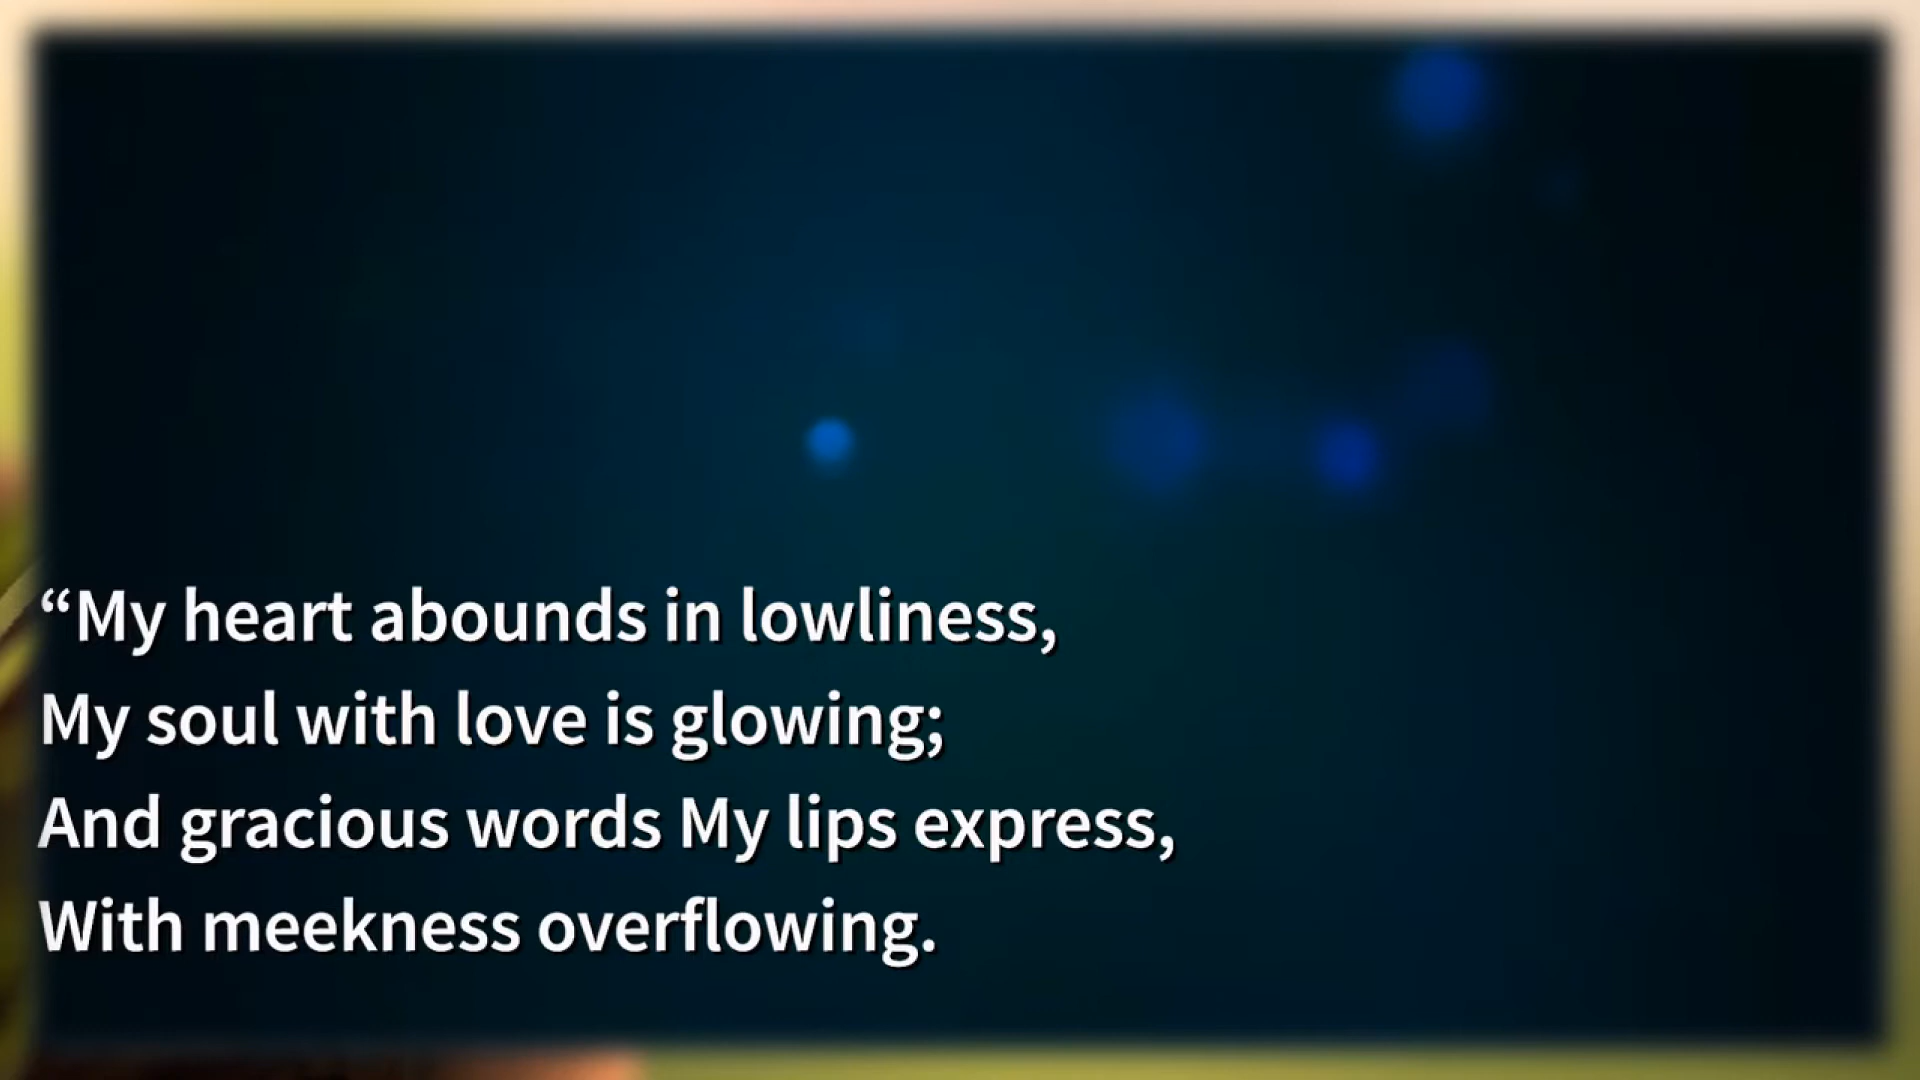 “My heart abounds in lowliness,
My soul with love is glowing;
And gracious words My lips express,
With meekness overflowing.